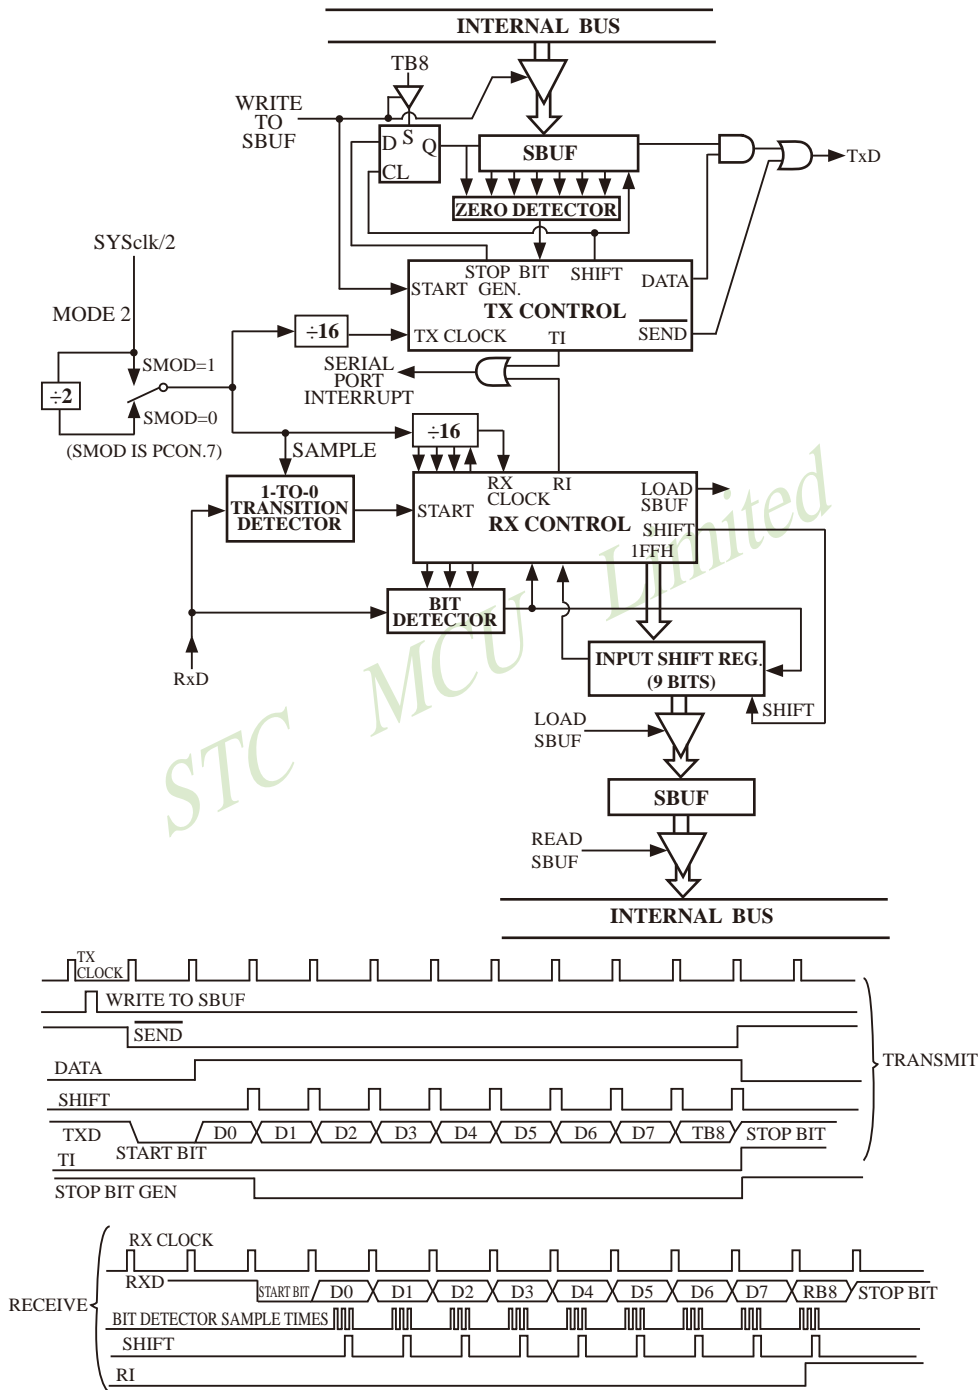 INTERNAL BUS
TB8
WRITE
TO
SBUF
D S Q
CL
SBUF
TxD
ZERO DETECTOR
SYSclk/2
STOP BIT SHIFT
GEN.
DATA
START
TX CONTROL
MODE 2
÷16
TX CLOCK
TI
SEND
SERIAL
PORT
INTERRUPT
SMOD=1
÷2
SMOD=0
(SMOD IS PCON.7)
SAMPLE
÷16
1-TO-0
TRANSITION
DETECTOR
START
RX
CLOCK
RI
LOAD
SBUF
RX CONTROL
SHIFT
1FFH
BIT
DETECTOR
RxD
INPUT SHIFT REG.
(9 BITS)
SHIFT
LOAD
SBUF
SBUF
READ
SBUF
INTERNAL BUS
STC MCU Limited
TX
CLOCK
WRITE TO SBUF
SEND
DATA
TRANSMIT
SHIFT
TXD
START BIT
D0 D1 D2 D3 D4 D5 D6 D7 TB8 STOP BIT
TI
STOP BIT GEN
RX CLOCK
RXD
START BIT D0 D1 D2 D3 D4 D5 D6 D7 RB8 STOP BIT
RECEIVE
BIT DETECTOR SAMPLE TIMES
SHIFT
RI